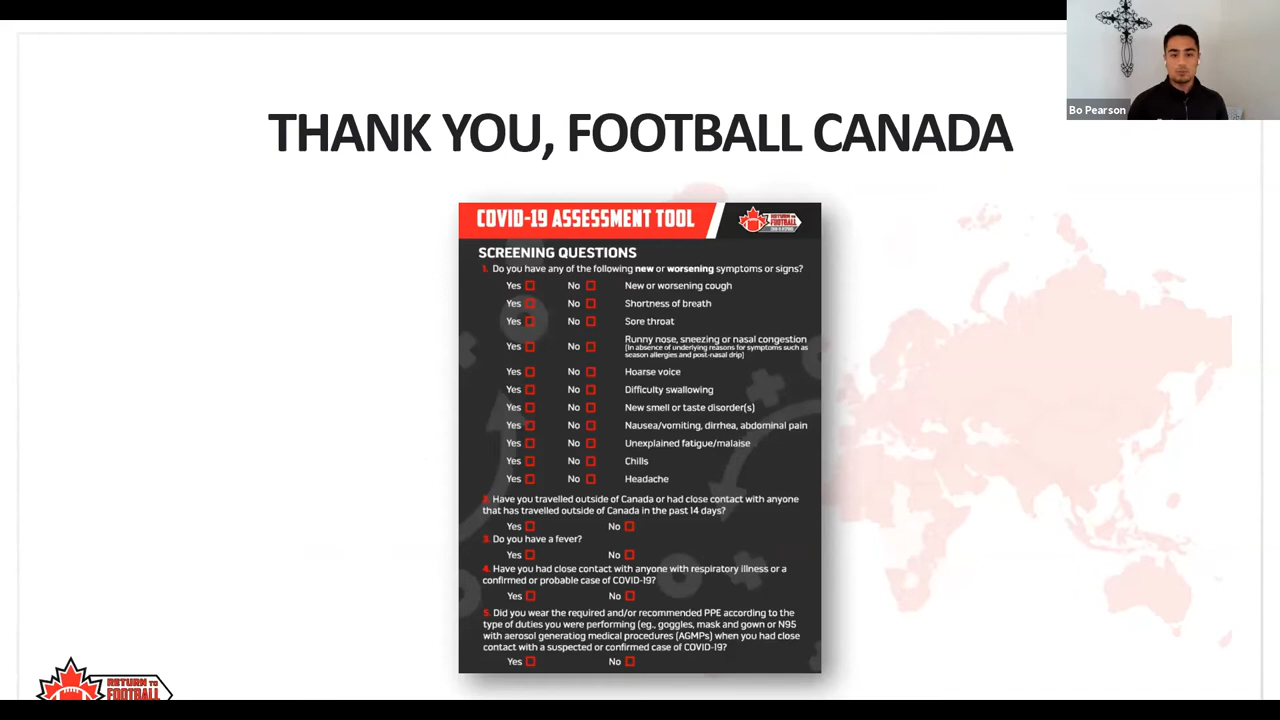 Bo Pearson
THANK YOU, FOOTBALL CANADA
COVID-19 ASSESSMENT TOOL
RETURN TO
FOOTBALL
SCREENING QUESTIONS
1. Do you have any of the following new or worsening symptoms or signs?
Yes No New or worsening cough
Yes No Shortness of breath
Yes No Sore throat
Yes No Runny nose, sneezing or nasal congestion
(In absence of underlying reasons for symptoms such as
season allergies and post-nasal drip)
Yes No Hoarse voice
Yes No Difficulty swallowing
Yes No New smell or taste disorder(s)
Yes No Nausea/vomiting, dirrhea, abdominal pain
Yes No Unexplained fatigue/malaise
Yes No Chills
Yes No Headache
2. Have you travelled outside of Canada or had close contact with anyone
that has travelled outside of Canada in the past 14 days?
Yes No
3. Do you have a fever?
Yes No
4. Have you had close contact with anyone with respiratory illness or a
confirmed or probable case of COVID-19?
Yes No
5. Did you wear the required and/or recommended PPE according to the
type of duties you were performing (eg., goggles, mask and gown or N95
with aerosol generatiog medical procedures (AGMPs) when you had close
contact with a suspected or confirmed case of COVID-19?
Yes No
RETURN TO
FOOTBALL